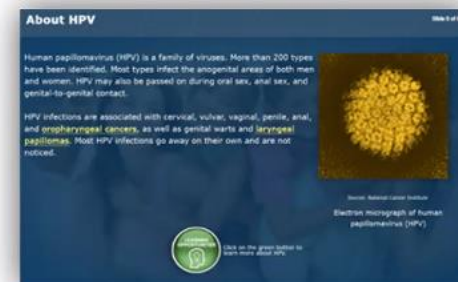 About HPV
Human papillomavirus (HPV) is a family of viruses. More than 200 types
have been identified. Most types infect the anogenital areas of both men
and women. HPV may also be passed on during oral sex, anal sex, and
genital-to-genital contact.
HPV infections are associated with cervical, vulvar, vaginal, penile, anal,
and oropharyngeal cancers, as well as genital warts and laryngeal
papillomas. Most HPV infections go away on their own and are not
noticed.
Source: National Cancer Institute
Electron micrograph of human
papillomavirus (HPV)
LEARNING
OPPORTUNITIES
Click on the green button to
learn more about HPV.